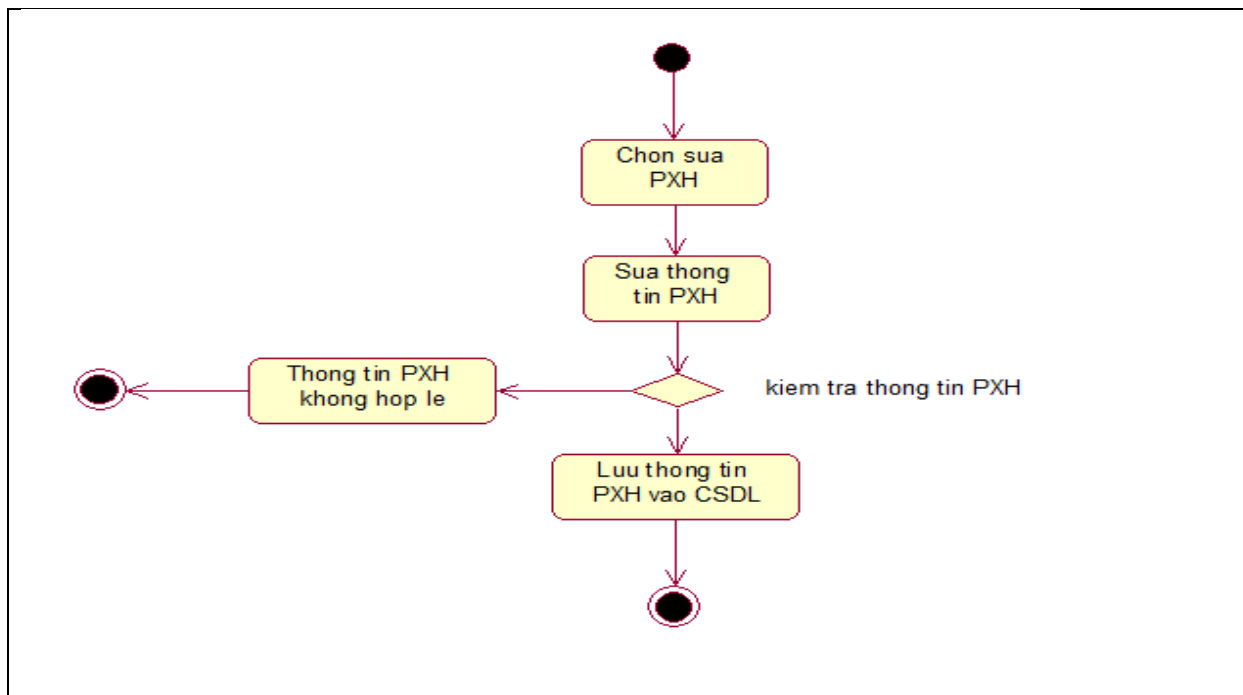 Chon sua
PXH
Sua thong
tin PXH
Thong tin PXH
khong hop le
kiem tra thong tin PXH
Luu thong tin
PXH vao CSDL